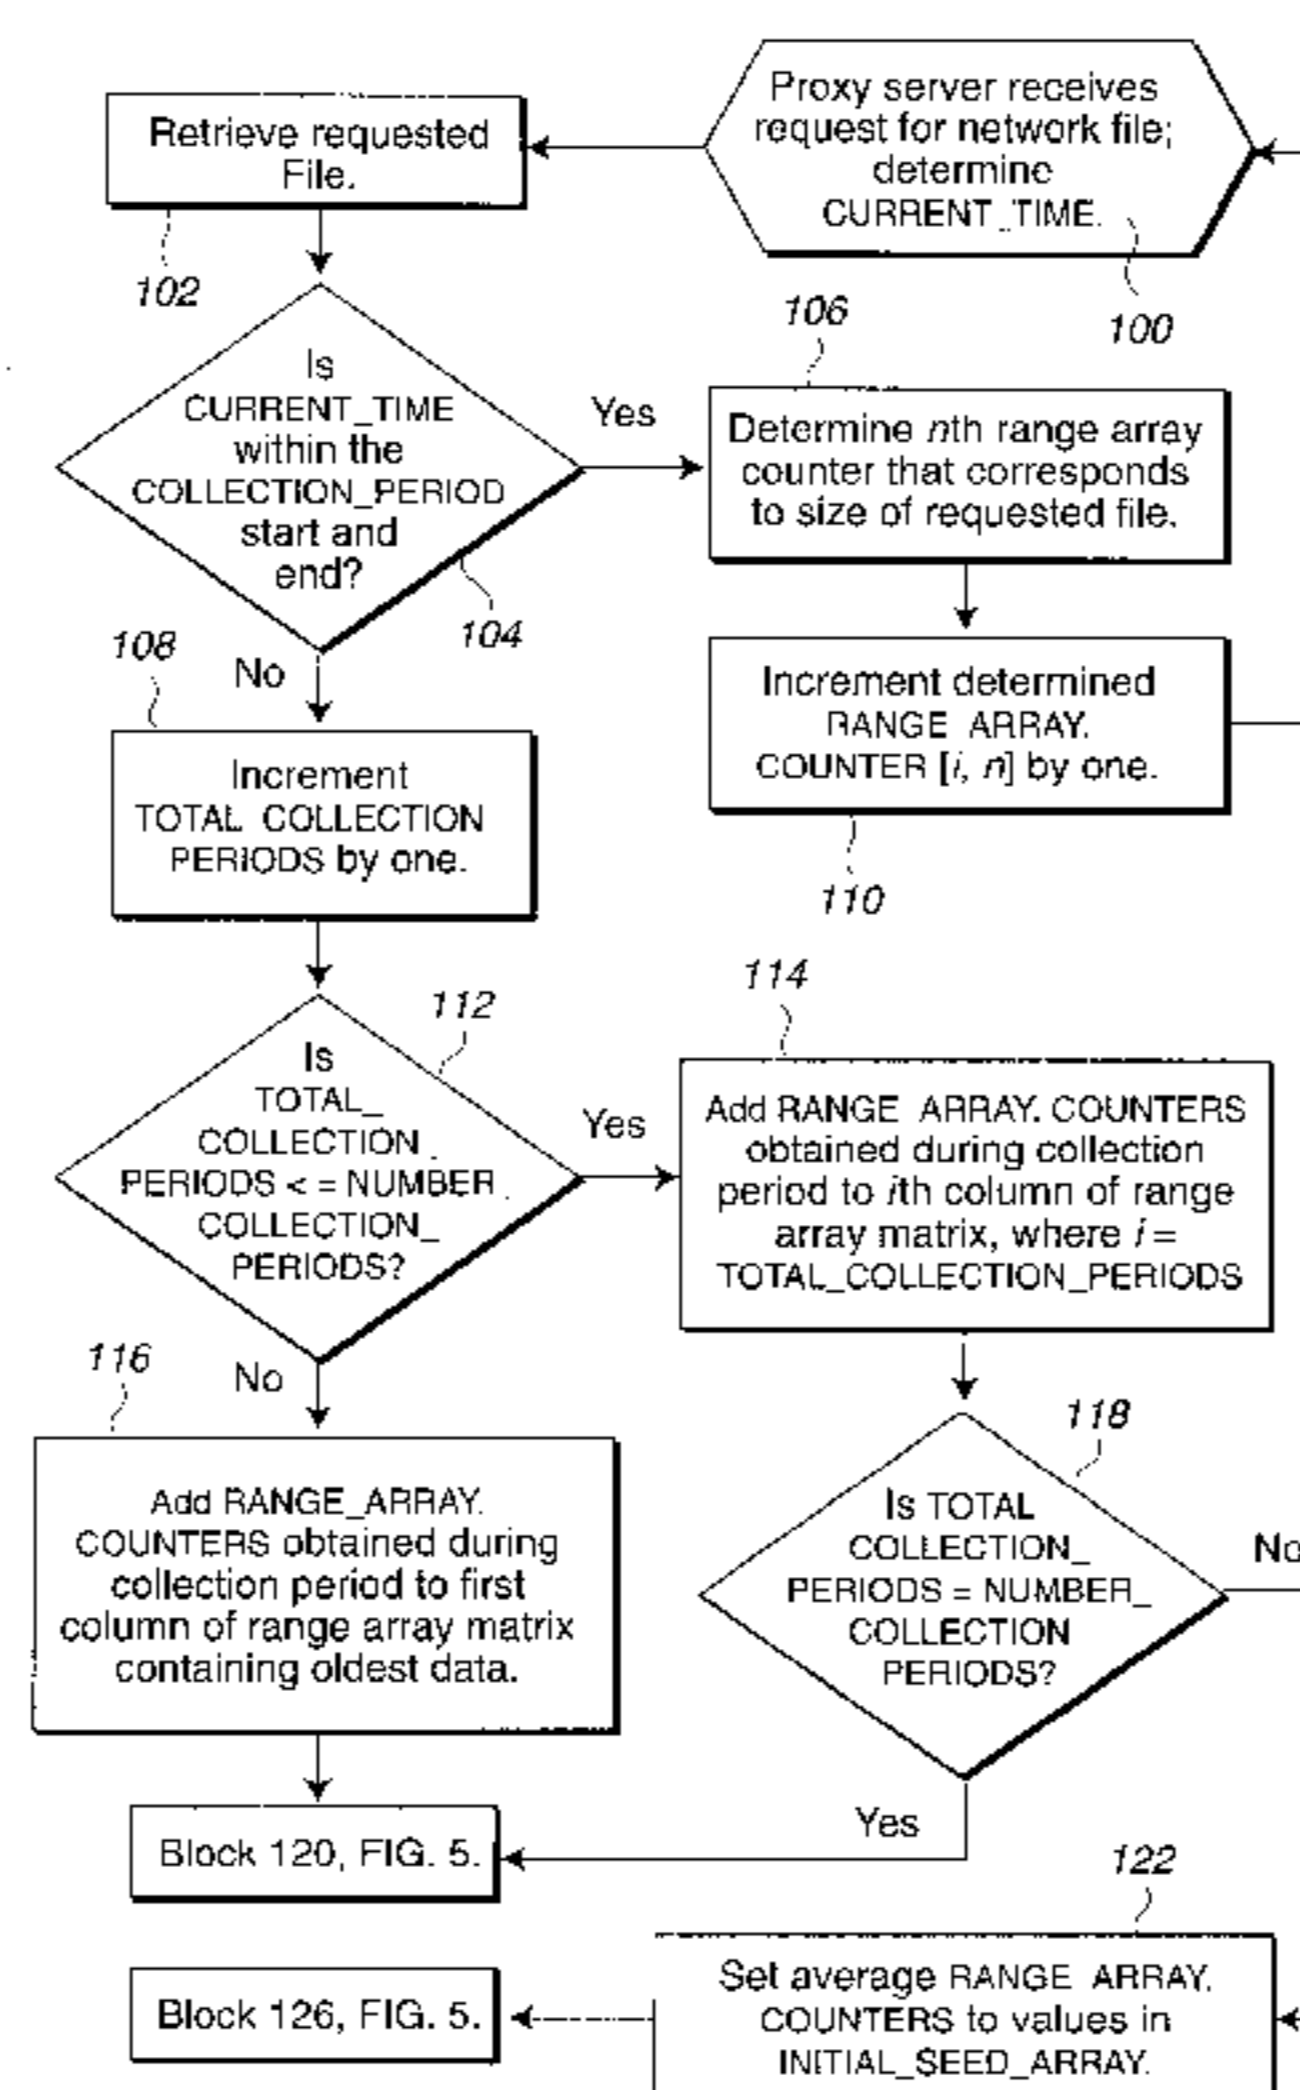 Proxy server receives
request for network file;
determine
CURRENT_TIME.
100
Retrieve requested
File.
102
Is
CURRENT_TIME
within the
COLLECTION_PERIOD
start and
end?
104
Yes
106
Determine nth range array
counter that corresponds
to size of requested file.
Increment determined
RANGE ARRAY.
COUNTER [i, n] by one.
110
No
108
Increment
TOTAL COLLECTION
PERIODS by one.
112
Is
TOTAL_
COLLECTION
PERIODS < = NUMBER
COLLECTION_
PERIODS?
Yes
114
Add RANGE ARRAY. COUNTERS
obtained during collection
period to ith column of range
array matrix, where i =
TOTAL_COLLECTION_PERIODS
No
116
Add RANGE_ARRAY.
COUNTERS obtained during
collection period to first
column of range array matrix
containing oldest data.
118
Is TOTAL
COLLECTION_
PERIODS = NUMBER_
COLLECTION
PERIODS?
No
Yes
Block 120, FIG. 5.
122
Set average RANGE ARRAY.
COUNTERS to values in
INITIAL_SEED_ARRAY.
Block 126, FIG. 5.